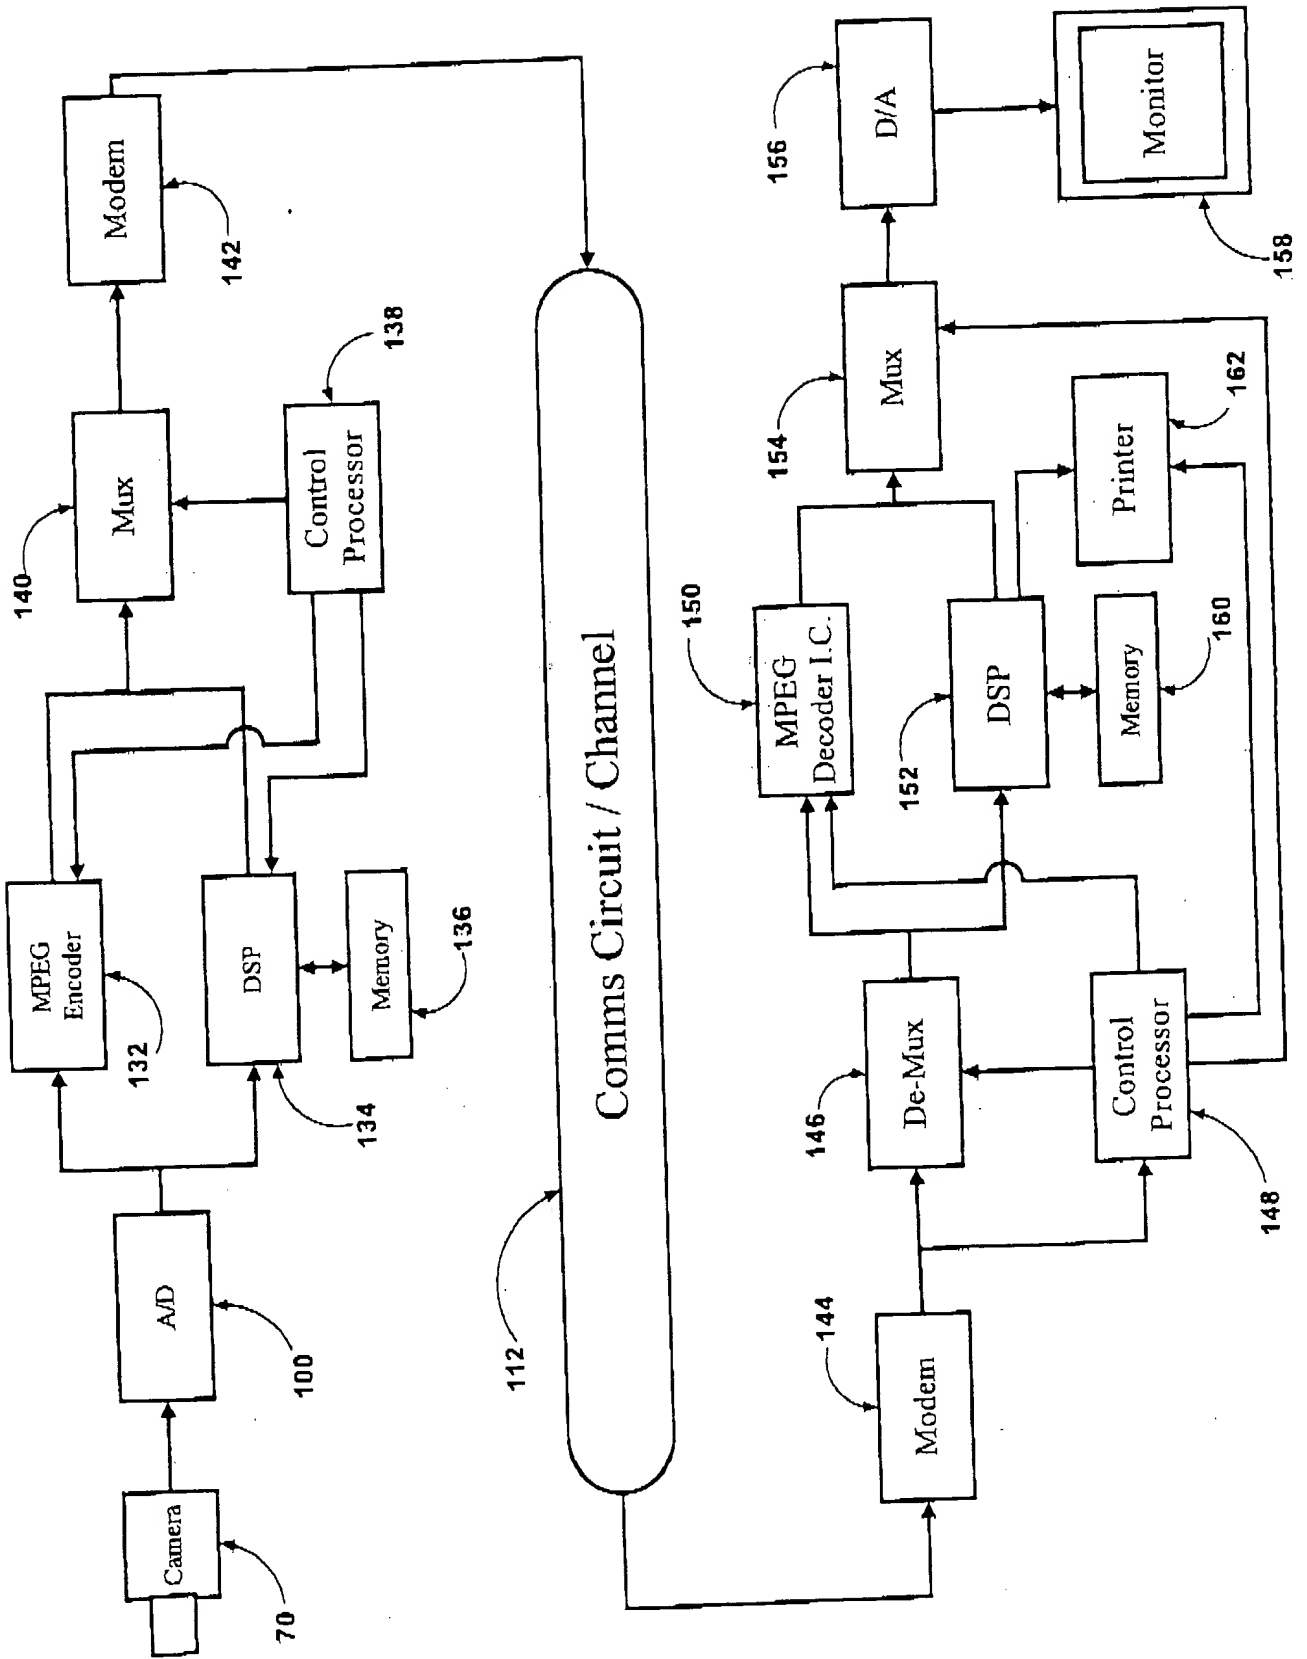 Camera
70
A/D
100
MPEG
Encoder
132
DSP
134
Memory
136
Control
Processor
138
Mux
140
Modem
142
Comms Circuit / Channel
112
Modem
144
De-Mux
146
Control
Processor
148
MPEG
Decoder I.C.
150
DSP
152
Memory
160
Printer
162
Mux
154
D/A
156
Monitor
158